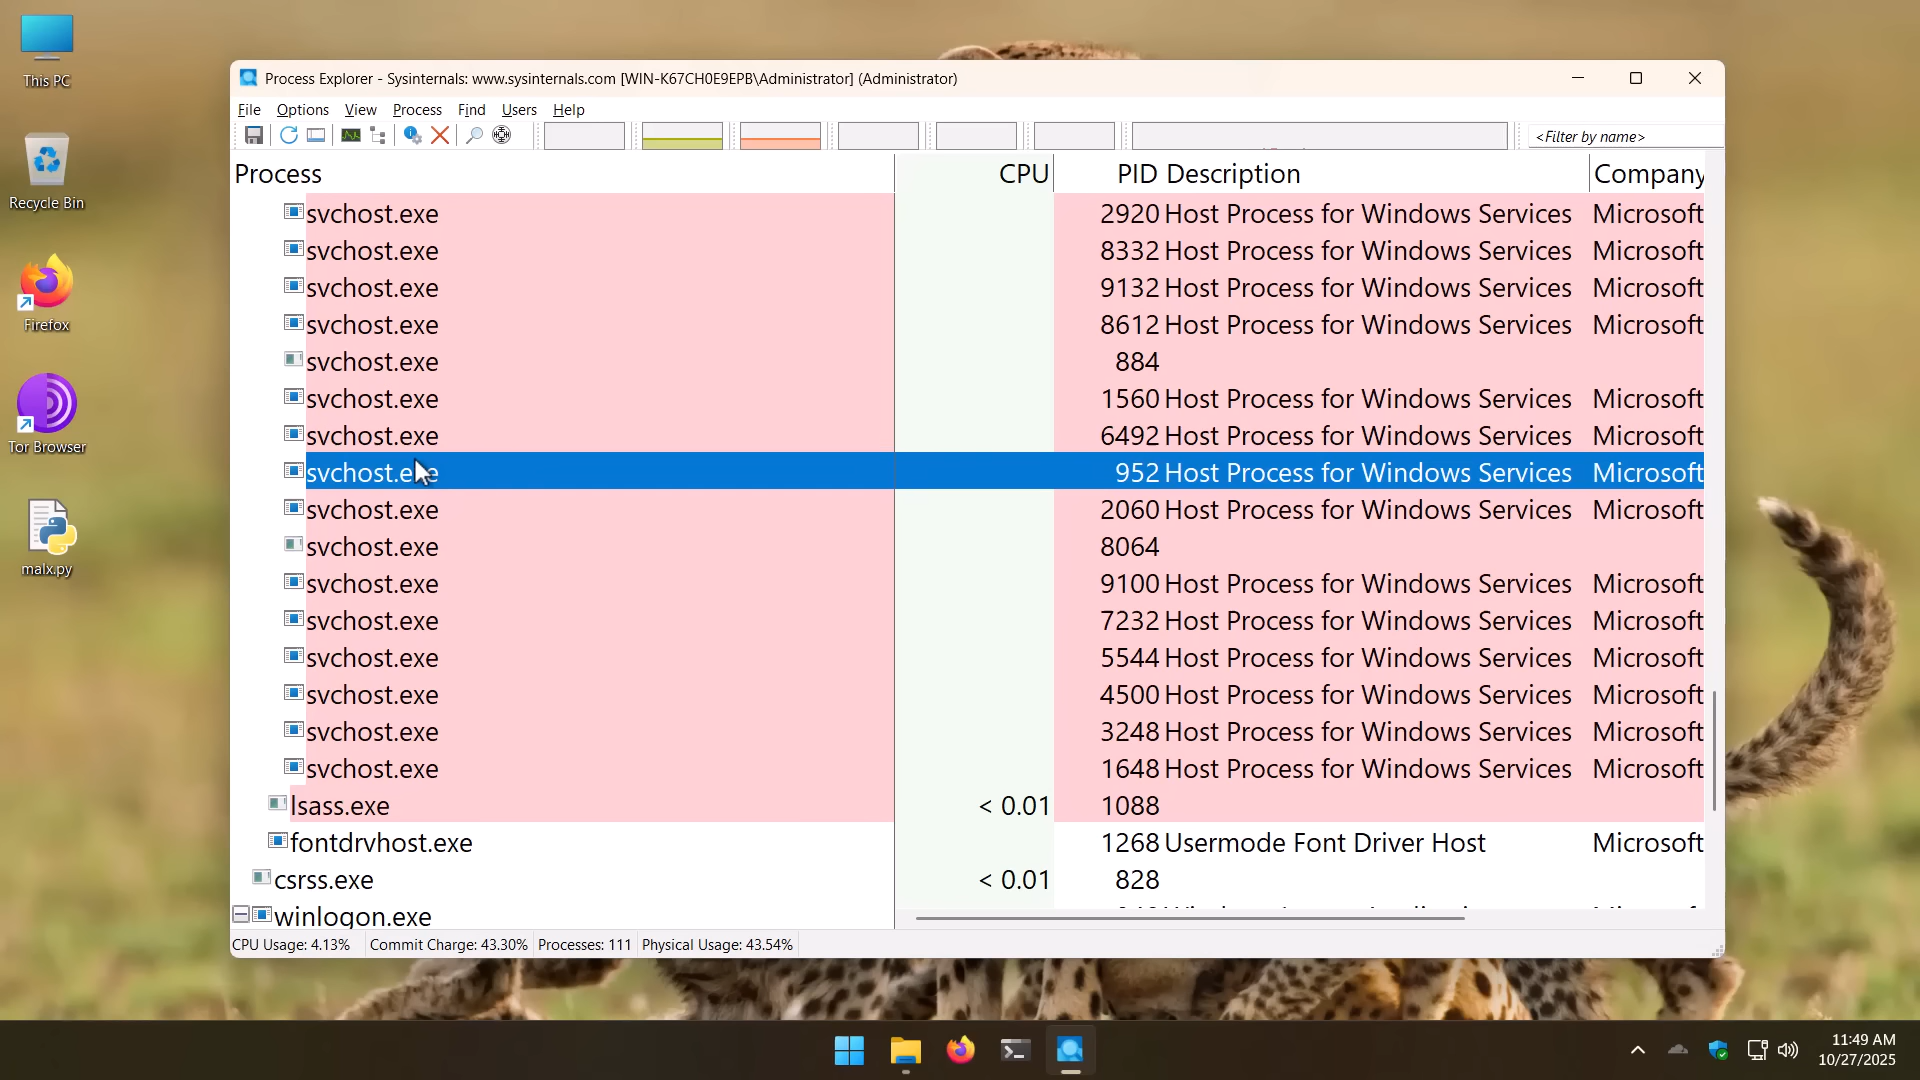 This PC
Recycle Bin
Firefox
Tor Browser
malx.py
Process Explorer - Sysinternals: www.sysinternals.com [WIN-K67CH0E9EPB\Administrator] (Administrator)
File Options View Process Find Users Help
<Filter by name>
Process CPU PID Description Company
svchost.exe 2920 Host Process for Windows Services Microsoft
svchost.exe 8332 Host Process for Windows Services Microsoft
svchost.exe 9132 Host Process for Windows Services Microsoft
svchost.exe 8612 Host Process for Windows Services Microsoft
svchost.exe 884
svchost.exe 1560 Host Process for Windows Services Microsoft
svchost.exe 6492 Host Process for Windows Services Microsoft
svchost.exe 952 Host Process for Windows Services Microsoft
svchost.exe 2060 Host Process for Windows Services Microsoft
svchost.exe 8064
svchost.exe 9100 Host Process for Windows Services Microsoft
svchost.exe 7232 Host Process for Windows Services Microsoft
svchost.exe 5544 Host Process for Windows Services Microsoft
svchost.exe 4500 Host Process for Windows Services Microsoft
svchost.exe 3248 Host Process for Windows Services Microsoft
svchost.exe 1648 Host Process for Windows Services Microsoft
lsass.exe < 0.01 1088
fontdrvhost.exe 1268 Usermode Font Driver Host Microsoft
csrss.exe < 0.01 828
winlogon.exe
CPU Usage: 4.13% Commit Charge: 43.30% Processes: 111 Physical Usage: 43.54%
11:49 AM
10/27/2025